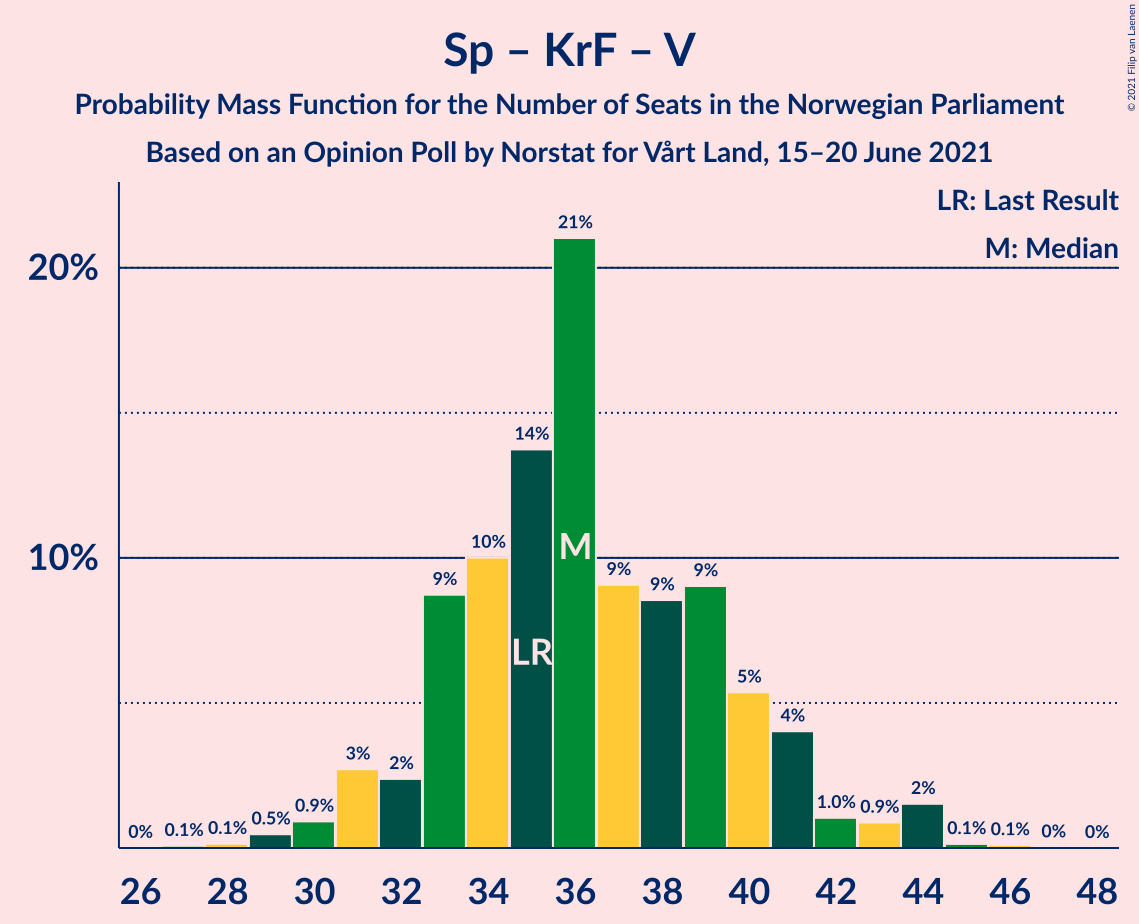 Sp – KrF – V
Probability Mass Function for the Number of Seats in the Norwegian Parliament
Based on an Opinion Poll by Norstat for Vårt Land, 15–20 June 2021
© 2021 Filip van Laenen
LR: Last Result
M: Median
20%
10%
0%
0.1%
0.1%
0.5%
0.9%
3%
2%
9%
10%
14%
21%
9%
9%
9%
5%
4%
1.0%
0.9%
2%
0.1%
0.1%
0%
0%
LR
M
26 28 30 32 34 36 38 40 42 44 46 48